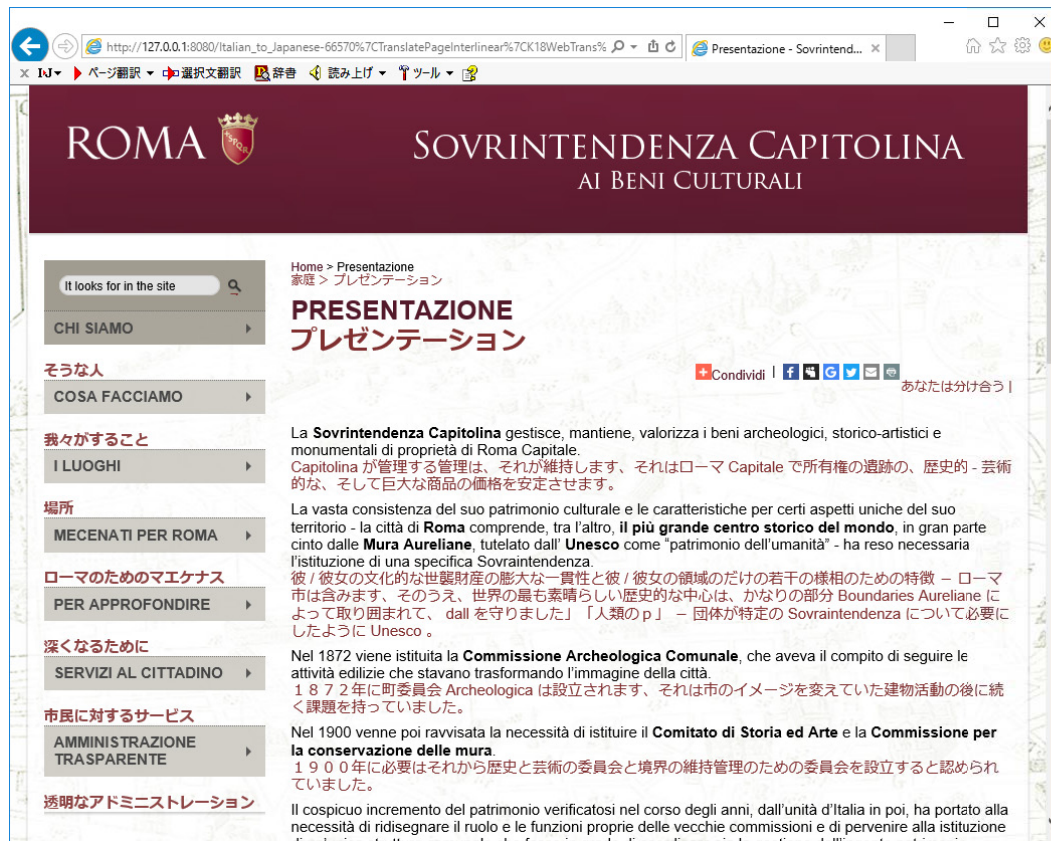 http://127.0.0.1:8080/Italian_to_Japanese-66570%7CTranslatePageInterlinear%7CK18WebTrans%
Presentazione - Sovrintend...
ページ翻訳
選択文翻訳
辞書
読み上げ
ツール
ROMA
SPQR
SOVRINTENDENZA CAPITOLINA
AI BENI CULTURALI
It looks for in the site
CHI SIAMO
そうな人
COSA FACCIAMO
我々がすること
I LUOGHI
場所
MECENATI PER ROMA
ローマのためのマエケナス
PER APPROFONDIRE
深くなるために
SERVIZI AL CITTADINO
市民に対するサービス
AMMINISTRAZIONE
TRASPARENTE
透明なアドミニストレーション
Home > Presentazione
家庭 > プレゼンテーション
PRESENTAZIONE
プレゼンテーション
Condividi |
あなたは分け合う |
La Sovrintendenza Capitolina gestisce, mantiene, valorizza i beni archeologici, storico-artistici e
monumentali di proprietà di Roma Capitale.
Capitolina が管理する管理は、それが維持します、それはローマ Capitale で所有権の遺跡の、歴史的 - 芸術
的な、そして巨大な商品の価格を安定させます。
La vasta consistenza del suo patrimonio culturale e le caratteristiche per certi aspetti uniche del suo
territorio - la città di Roma comprende, tra l'altro, il più grande centro storico del mondo, in gran parte
cinto dalle Mura Aureliane, tutelato dall' Unesco come "patrimonio dell'umanità" - ha reso necessaria
l'istituzione di una specifica Sovraintendenza.
彼 / 彼女の文化的な世襲財産の膨大な一貫性と彼 / 彼女の領域のだけの若干の様相のための特徴 － ローマ
市は含みます、そのうえ、世界の最も素晴らしい歴史的な中心は、かなりの部分 Boundaries Aureliane に
よって取り囲まれて、 dall を守りました」「人類のｐ」 － 団体が特定の Sovraintendenza について必要に
したように Unesco 。
Nel 1872 viene istituita la Commissione Archeologica Comunale, che aveva il compito di seguire le
attività edilizie che stavano trasformando l'immagine della città.
１８７２年に町委員会 Archeologica は設立されます、それは市のイメージを変えていた建物活動の後に続
く課題を持っていました。
Nel 1900 venne poi ravvisata la necessità di istituire il Comitato di Storia ed Arte e la Commissione per
la conservazione delle mura.
１９００年に必要はそれから歴史と芸術の委員会と境界の維持管理のための委員会を設立すると認められ
ていました。
Il cospicuo incremento del patrimonio verificatosi nel corso degli anni, dall'unità d'Italia in poi, ha portato alla
necessità di ridisegnare il ruolo e le funzioni proprie delle vecchie commissioni e di pervenire alla istituzione